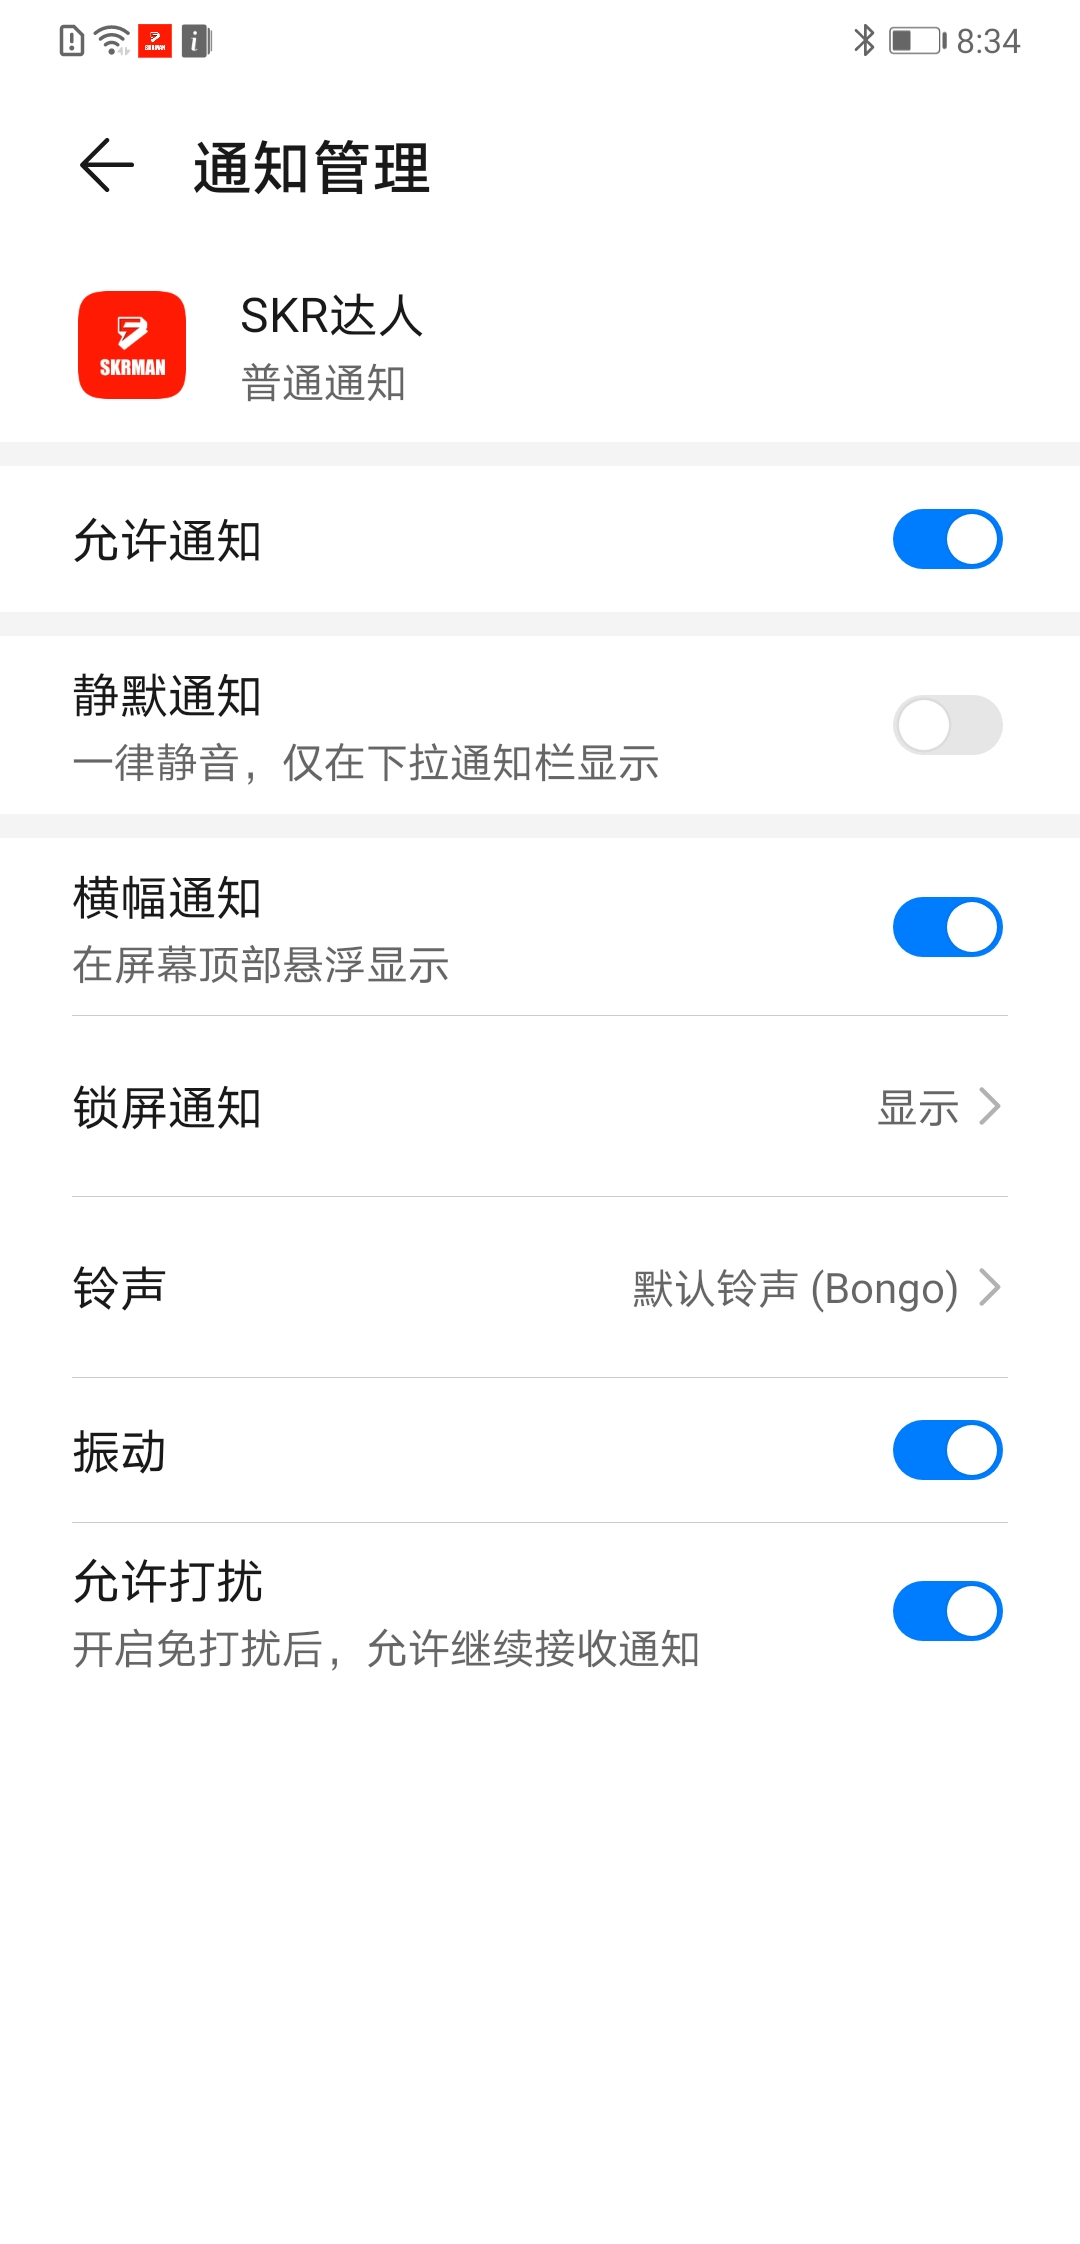 8:34
通知管理
SKRMAN
SKR达人
普通通知
允许通知
静默通知
一律静音，仅在下拉通知栏显示
横幅通知
在屏幕顶部悬浮显示
锁屏通知 显示
铃声 默认铃声 (Bongo)
振动
允许打扰
开启免打扰后，允许继续接收通知